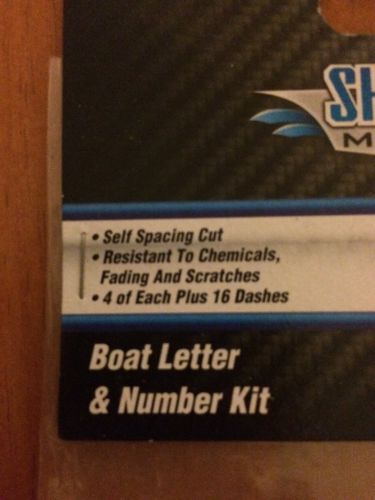 • Self Spacing Cut
• Resistant To Chemicals,
Fading And Scratches
• 4 of Each Plus 16 Dashes
Boat Letter
& Number Kit